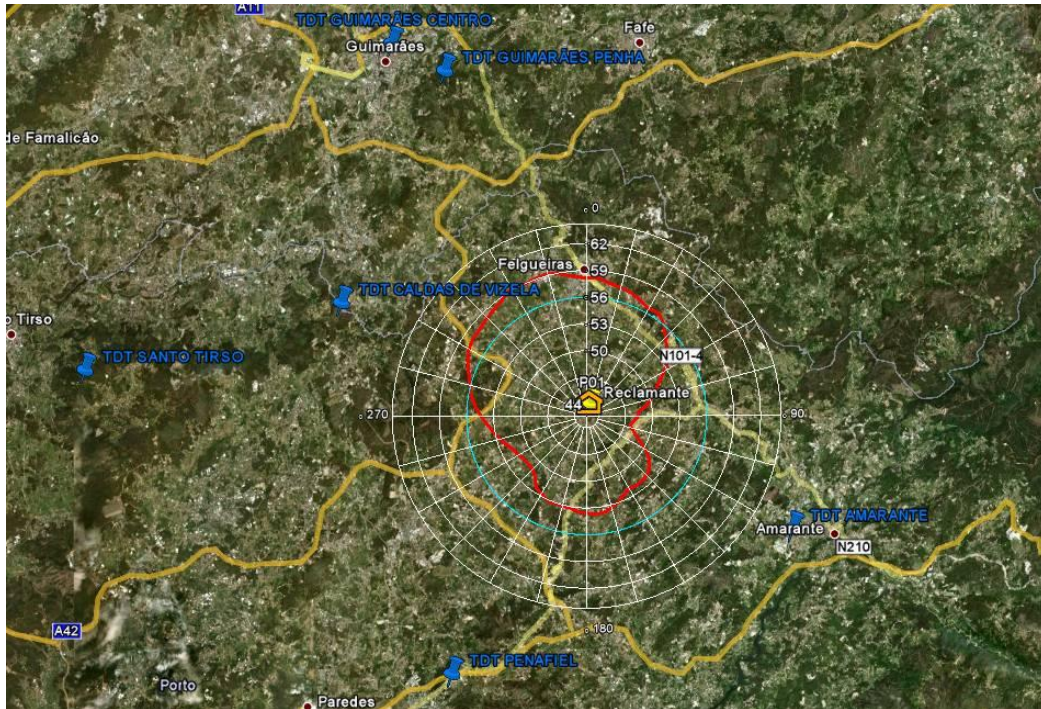 A11
TDT GUIMARÃES CENTRO
Guimarães
Fafe
TDT GUIMARÃES PENHA
de Famalicão
0
62
Felgueiras
59
TDT CALDAS DE VIZELA
56
o Tirso
53
TDT SANTO TIRSO
50
N101-4
P01
Reclamante
44
270
90
TDT AMARANTE
Amarante
N210
A42
180
TDT PENAFIEL
Porto
Paredes